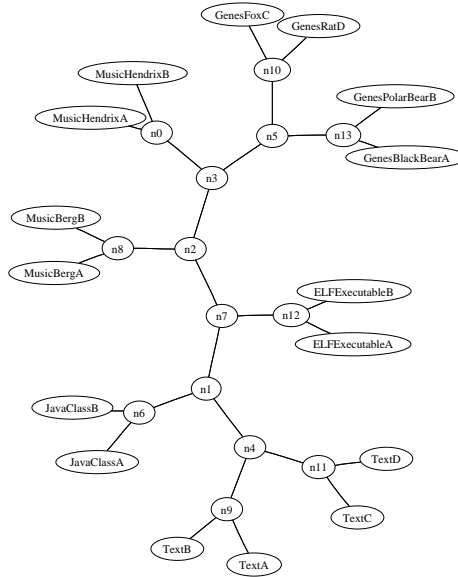 GenesFoxC
GenesRatD
n10
MusicHendrixB
GenesPolarBearB
MusicHendrixA
n0
n5
n13
GenesBlackBearA
n3
MusicBergB
n8
n2
MusicBergA
ELFExecutableB
n7
n12
ELFExecutableA
n1
JavaClassB
n6
n4
JavaClassA
n11
TextD
n9
TextC
TextB
TextA